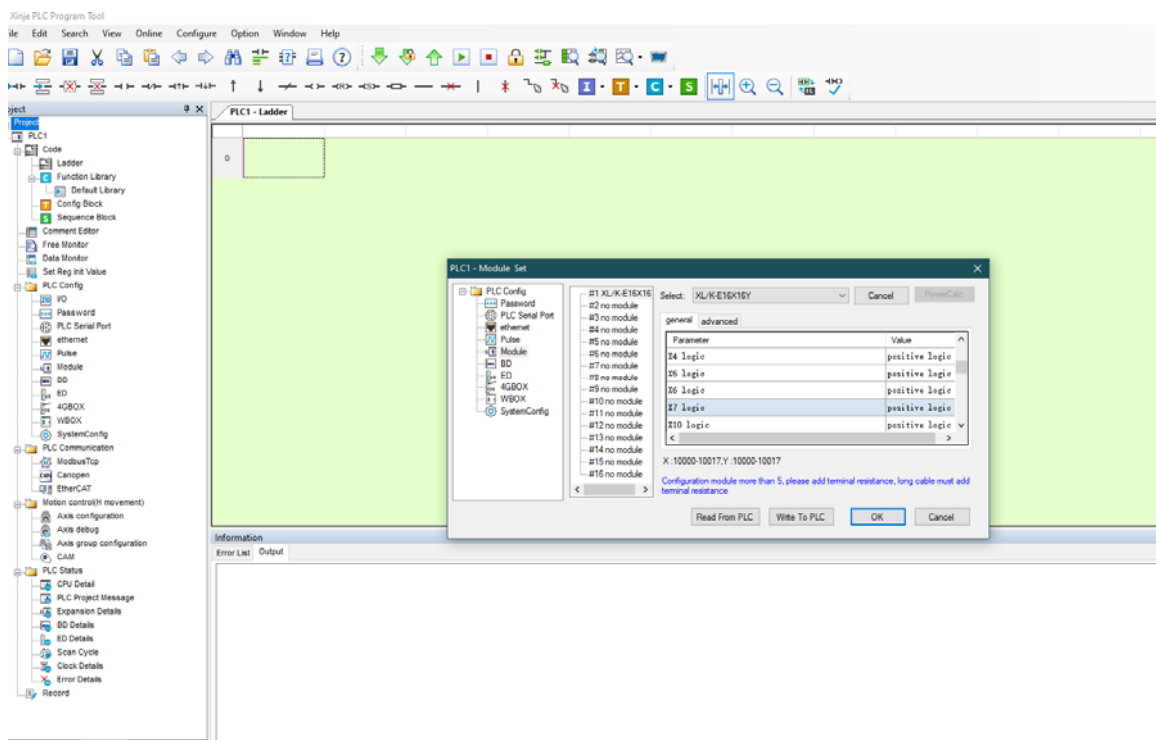 Xinje PLC Program Tool
ile Edit Search View Online Configure Option Window Help
ject
PLC1 - Ladder
Project
PLC1
Code
Ladder
Function Library
Default Library
Config Block
Sequence Block
Comment Editor
Free Monitor
Data Monitor
Set Reg Init Value
PLC Config
I/O
Password
PLC Serial Port
ethernet
Pulse
Module
BD
ED
4GBOX
WBOX
SystemConfig
PLC Communication
ModbusTcp
Canopen
EtherCAT
Motion control(H movement)
Axis configuration
Axis debug
Axis group configuration
CAM
PLC Status
CPU Detail
PLC Project Message
Expansion Details
BD Details
ED Details
Scan Cycle
Clock Details
Error Details
Record
0
PLC1 - Module Set
PLC Config
Password
PLC Serial Port
ethernet
Pulse
Module
BD
ED
4GBOX
WBOX
SystemConfig
#1 XL/K-E16X16
#2 no module
#3 no module
#4 no module
#5 no module
#6 no module
#7 no module
#8 no module
#9 no module
#10 no module
#11 no module
#12 no module
#13 no module
#14 no module
#15 no module
#16 no module
Select: XL/K-E16X16Y Cancel PowerCalc
general advanced
Parameter Value
X4 logic positive logic
X5 logic positive logic
X6 logic positive logic
X7 logic positive logic
X10 logic positive logic
X:10000-10017,Y:10000-10017
Configuration module more than 5, please add terminal resistance, long cable must add
terminal resistance
Read From PLC Write To PLC OK Cancel
Information
Error List Output